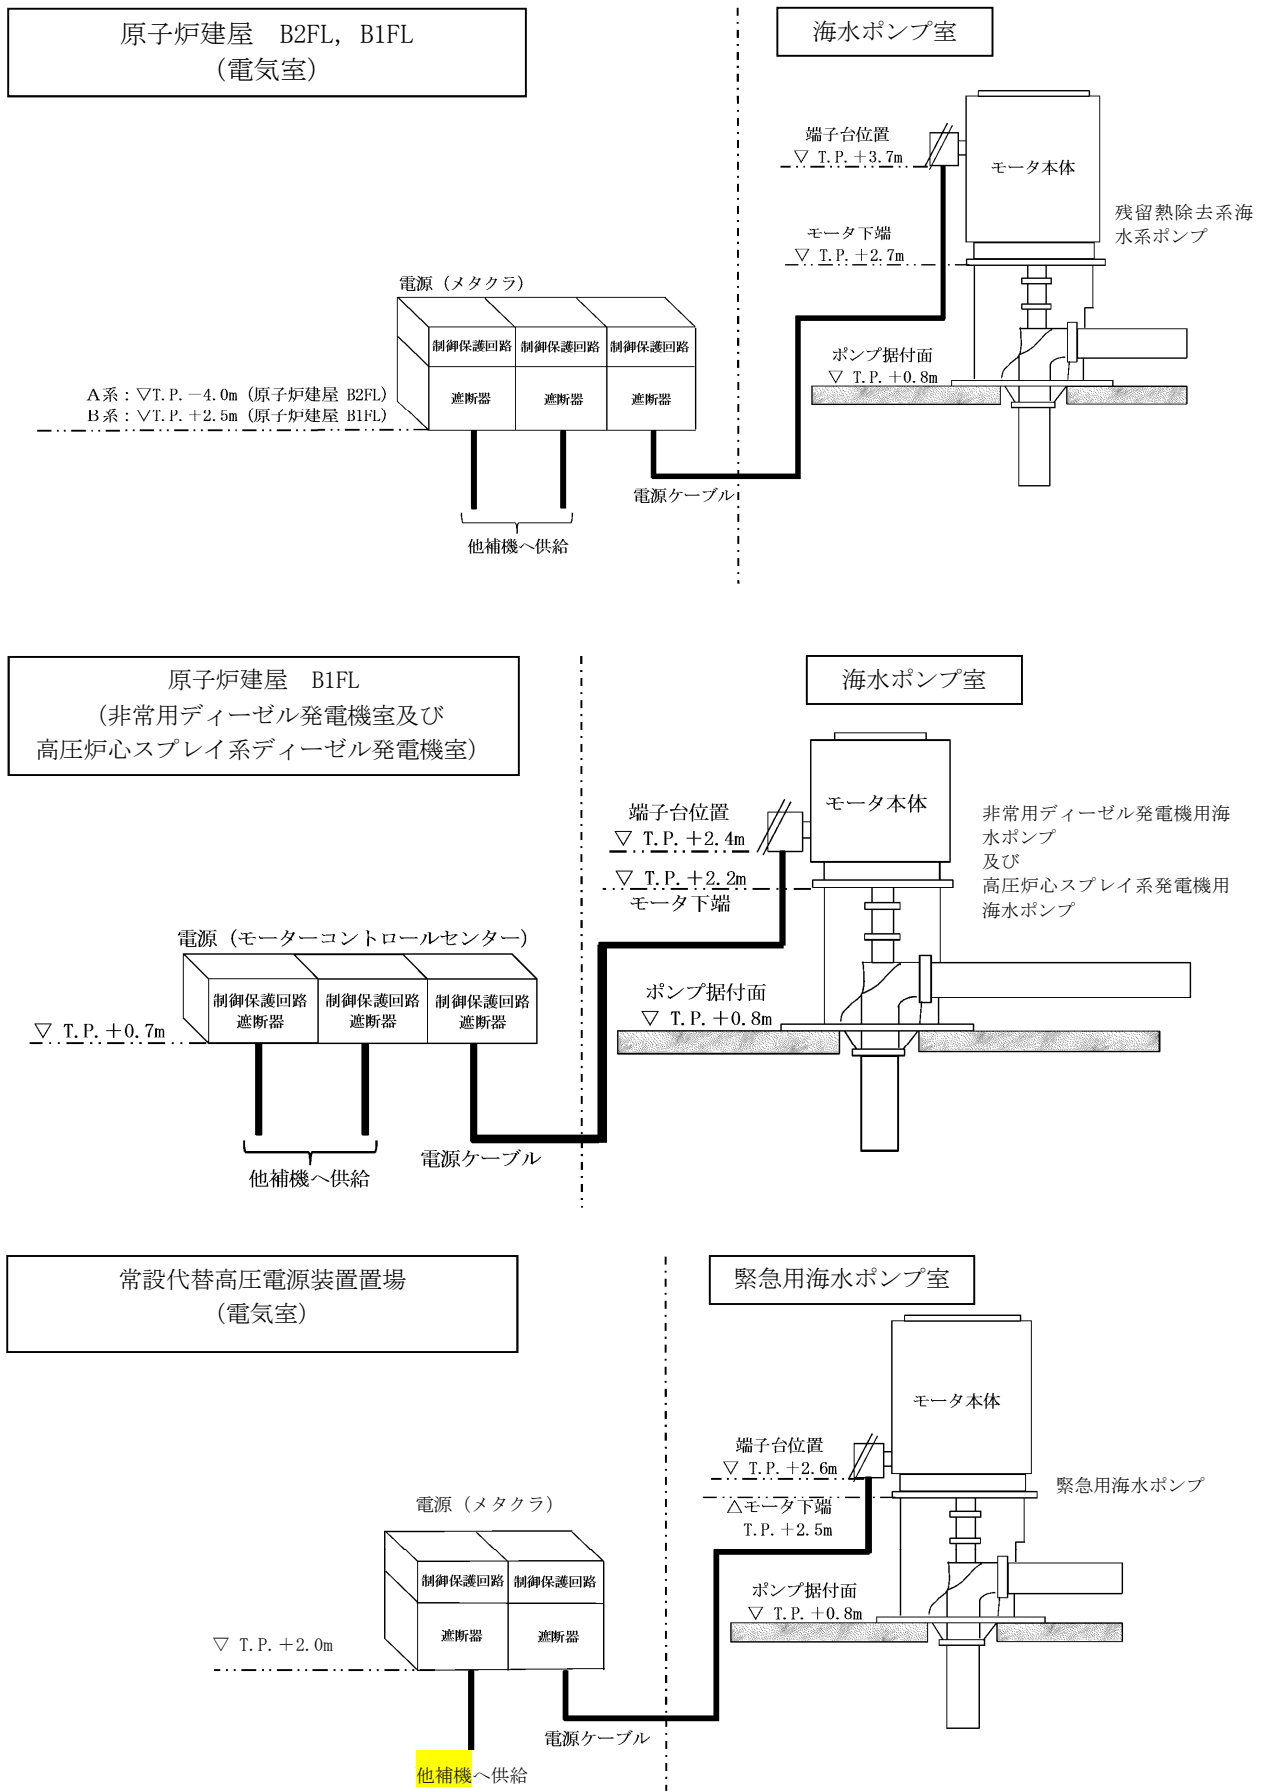 原子炉建屋　B2FL, B1FL
（電気室）
海水ポンプ室
端子台位置
▽ T.P.＋3.7m
モータ本体
残留熱除去系海
水系ポンプ
モータ下端
▽ T.P.＋2.7m
電源（メタクラ）
制御保護回路 制御保護回路 制御保護回路
ポンプ据付面
▽ T.P.＋0.8m
A系：▽T.P.－4.0m（原子炉建屋 B2FL）
B系：▽T.P.＋2.5m（原子炉建屋 B1FL）
遮断器 遮断器 遮断器
電源ケーブル
他補機へ供給
原子炉建屋　B1FL
（非常用ディーゼル発電機室及び
高圧炉心スプレイ系ディーゼル発電機室）
海水ポンプ室
端子台位置
▽ T.P.＋2.4m
モータ本体
非常用ディーゼル発電機用海
水ポンプ
及び
高圧炉心スプレイ系発電機用
海水ポンプ
▽ T.P.＋2.2m
モータ下端
電源（モーターコントロールセンター）
制御保護回路 制御保護回路 制御保護回路
遮断器 遮断器 遮断器
ポンプ据付面
▽ T.P.＋0.8m
▽ T.P.＋0.7m
電源ケーブル
他補機へ供給
常設代替高圧電源装置置場
（電気室）
緊急用海水ポンプ室
モータ本体
端子台位置
▽ T.P.＋2.6m
緊急用海水ポンプ
△モータ下端
T.P.＋2.5m
電源（メタクラ）
制御保護回路 制御保護回路
ポンプ据付面
▽ T.P.＋0.8m
遮断器 遮断器
▽ T.P.＋2.0m
電源ケーブル
他補機へ供給